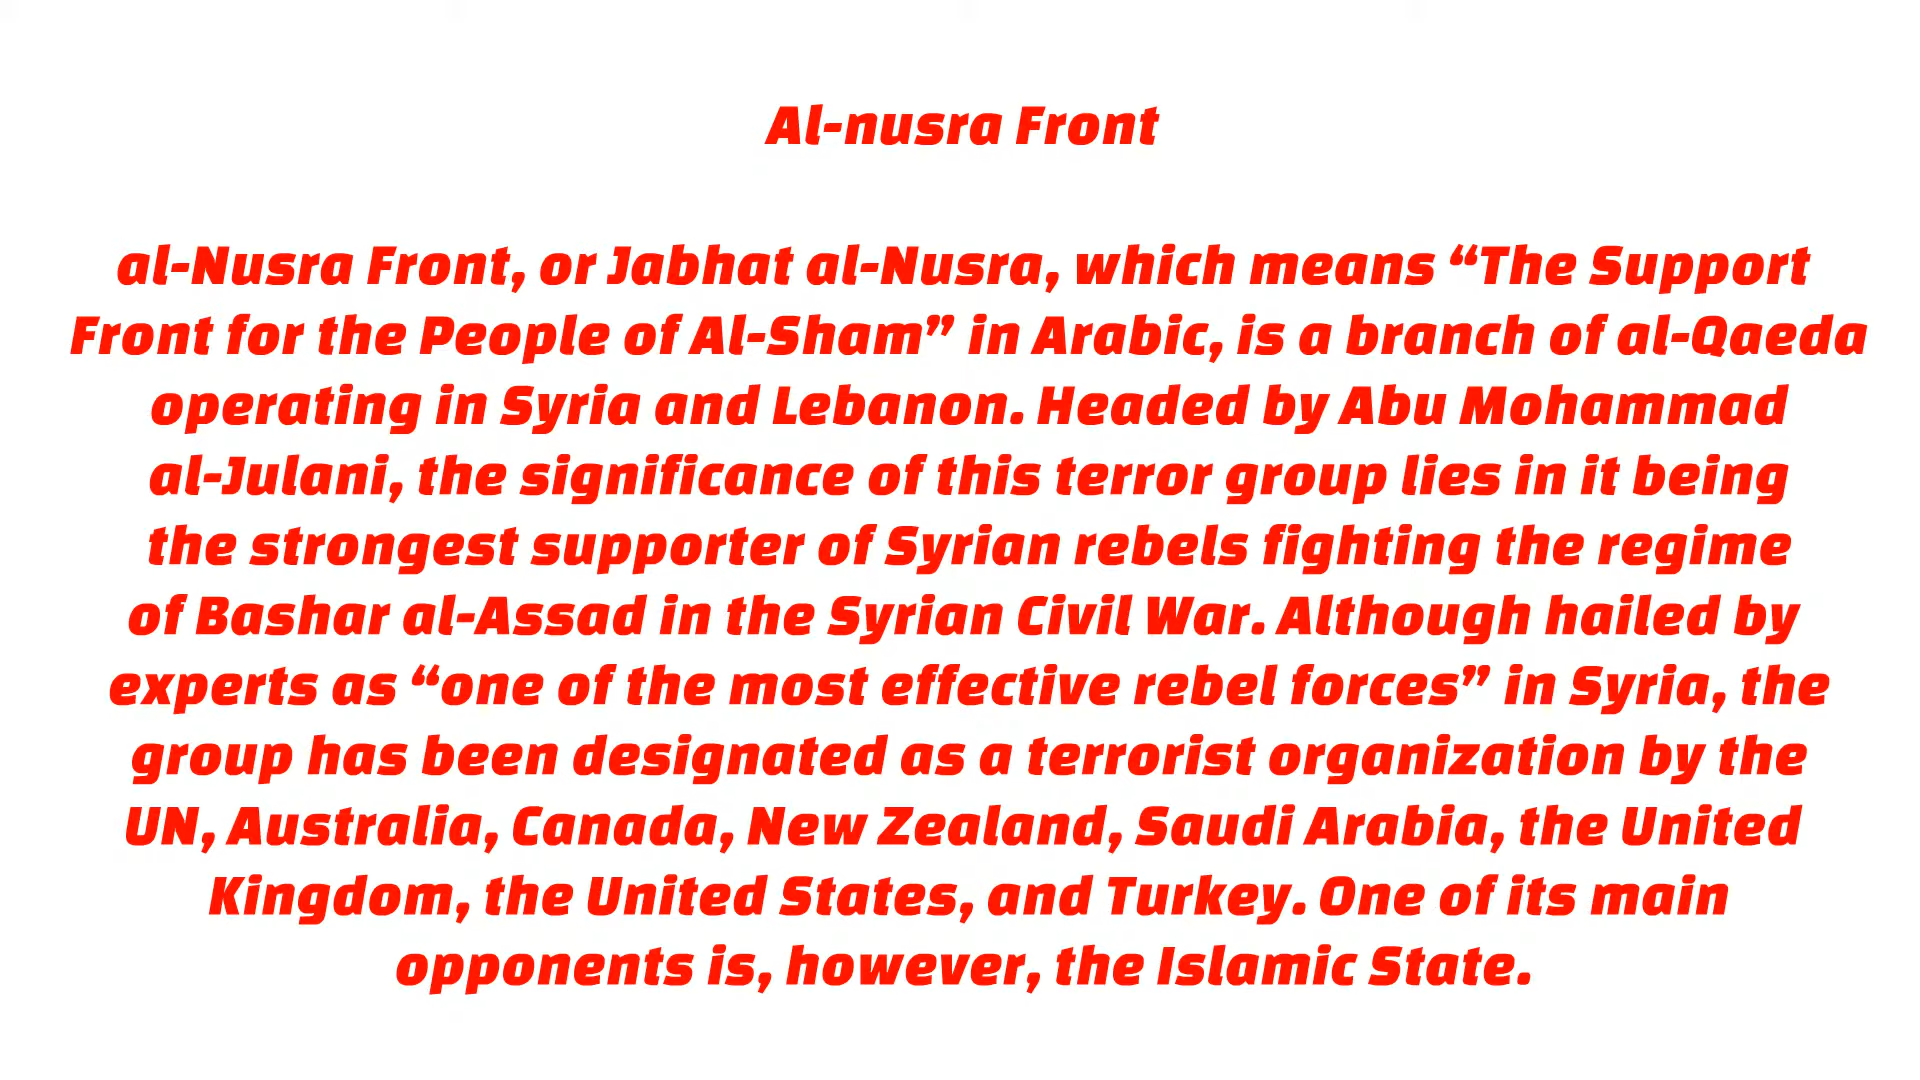 Al-nusra Front
al-Nusra Front, or Jabhat al-Nusra, which means “The Support
Front for the People of Al-Sham” in Arabic, is a branch of al-Qaeda
operating in Syria and Lebanon. Headed by Abu Mohammad
al-Julani, the significance of this terror group lies in it being
the strongest supporter of Syrian rebels fighting the regime
of Bashar al-Assad in the Syrian Civil War. Although hailed by
experts as “one of the most effective rebel forces” in Syria, the
group has been designated as a terrorist organization by the
UN, Australia, Canada, New Zealand, Saudi Arabia, the United
Kingdom, the United States, and Turkey. One of its main
opponents is, however, the Islamic State.